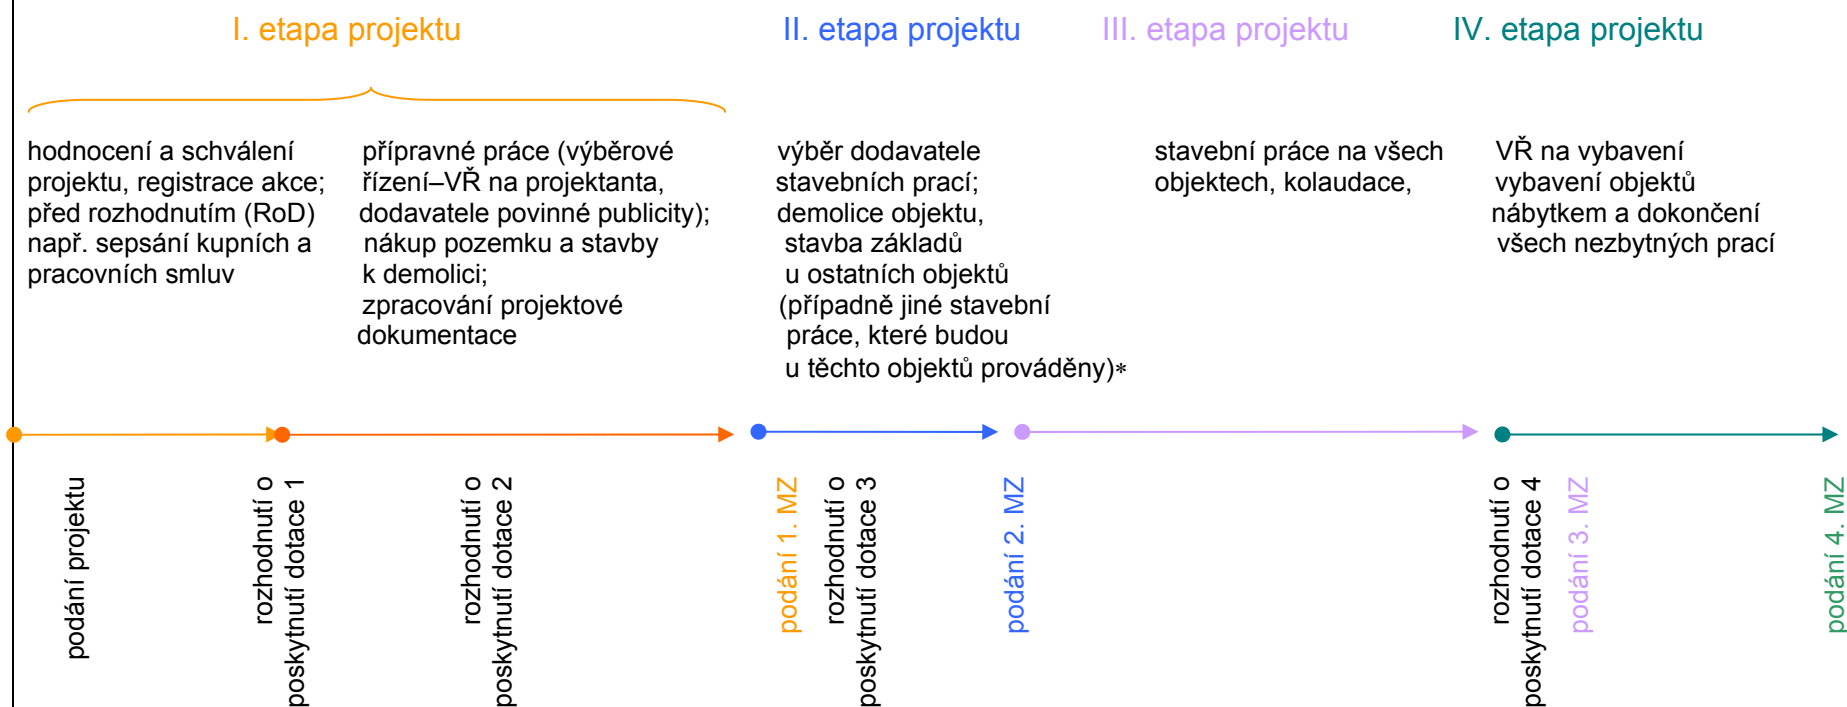 I. etapa projektu
II. etapa projektu
III. etapa projektu
IV. etapa projektu
hodnocení a schválení
projektu, registrace akce;
před rozhodnutím (RoD)
např. sepsání kupních a
pracovních smluv
přípravné práce (výběrové
řízení–VŘ na projektanta,
dodavatele povinné publicity);
nákup pozemku a stavby
k demolici;
zpracování projektové
dokumentace
výběr dodavatele
stavebních prací;
demolice objektu,
stavba základů
u ostatních objektů
(případně jiné stavební
práce, které budou
u těchto objektů prováděny)*
stavební práce na všech
objektech, kolaudace,
VŘ na vybavení
vybavení objektů
nábytkem a dokončení
všech nezbytných prací
podání projektu
rozhodnutí o
poskytnutí dotace 1
rozhodnutí o
poskytnutí dotace 2
podání 1. MZ
rozhodnutí o
poskytnutí dotace 3
podání 2. MZ
rozhodnutí o
poskytnutí dotace 4
podání 3. MZ
podání 4. MZ